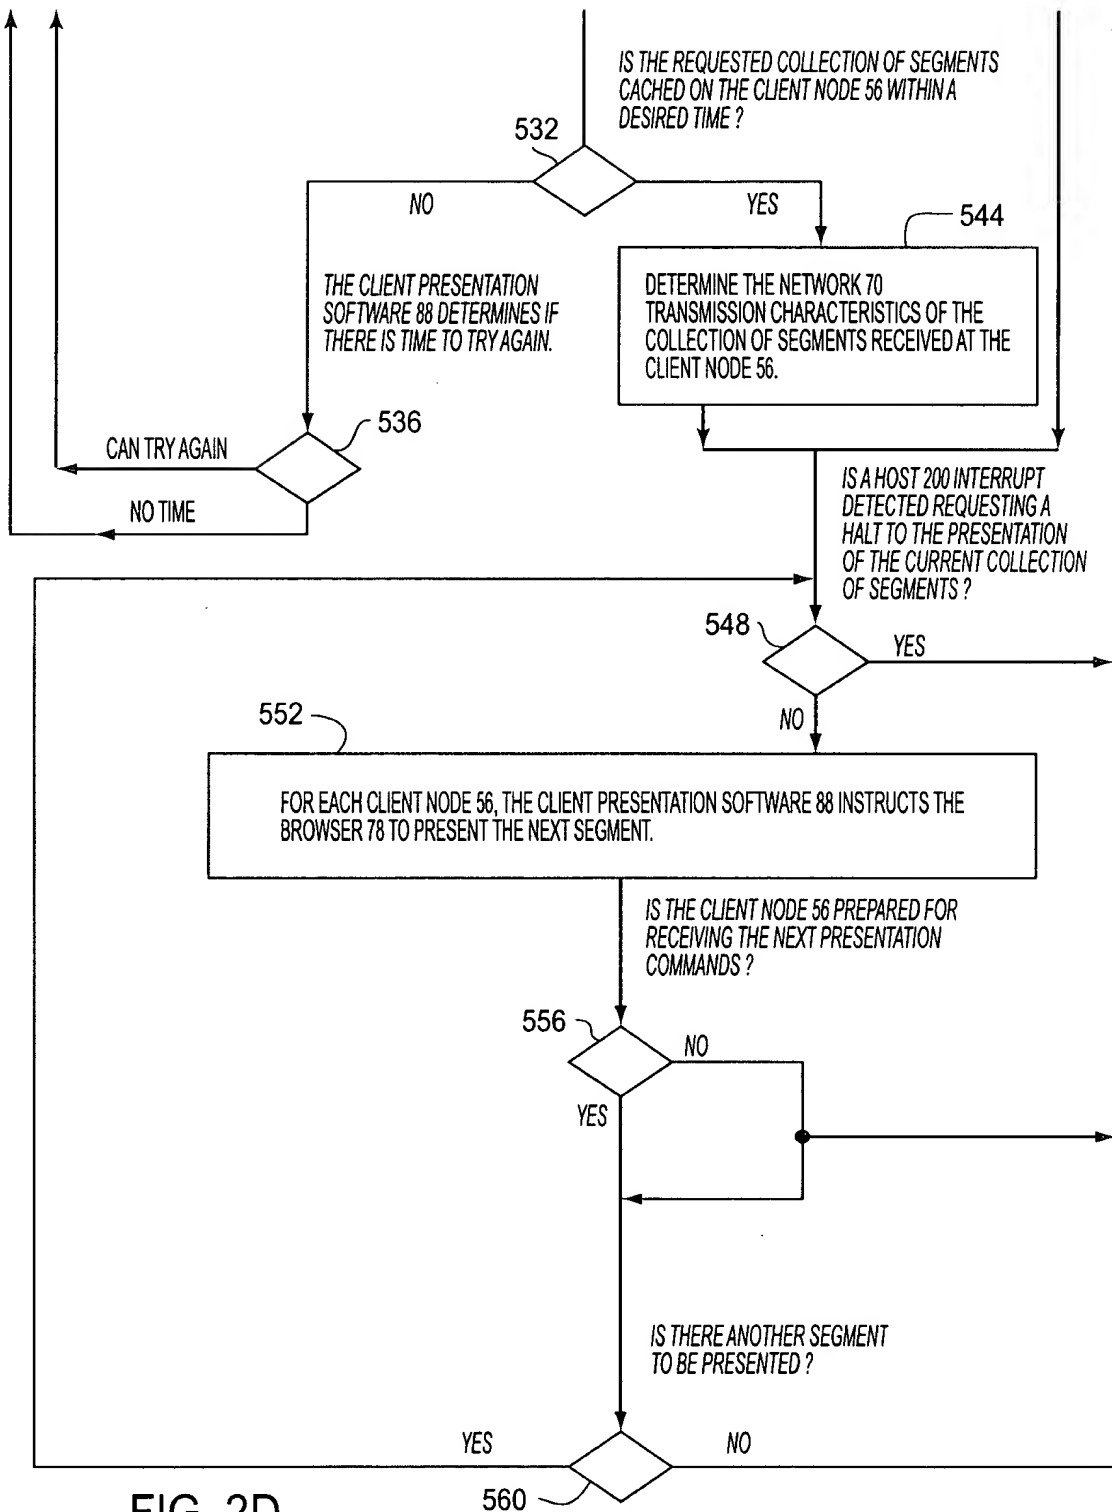 IS THE REQUESTED COLLECTION OF SEGMENTS
CACHED ON THE CLIENT NODE 56 WITHIN A
DESIRED TIME ?
532
NO
YES
544
THE CLIENT PRESENTATION
SOFTWARE 88 DETERMINES IF
THERE IS TIME TO TRY AGAIN.
DETERMINE THE NETWORK 70
TRANSMISSION CHARACTERISTICS OF THE
COLLECTION OF SEGMENTS RECEIVED AT THE
CLIENT NODE 56.
536
CAN TRY AGAIN
NO TIME
IS A HOST 200 INTERRUPT
DETECTED REQUESTING A
HALT TO THE PRESENTATION
OF THE CURRENT COLLECTION
OF SEGMENTS ?
548
YES
NO
552
FOR EACH CLIENT NODE 56, THE CLIENT PRESENTATION SOFTWARE 88 INSTRUCTS THE
BROWSER 78 TO PRESENT THE NEXT SEGMENT.
IS THE CLIENT NODE 56 PREPARED FOR
RECEIVING THE NEXT PRESENTATION
COMMANDS ?
556
NO
YES
IS THERE ANOTHER SEGMENT
TO BE PRESENTED ?
YES
NO
560
FIG. 2D